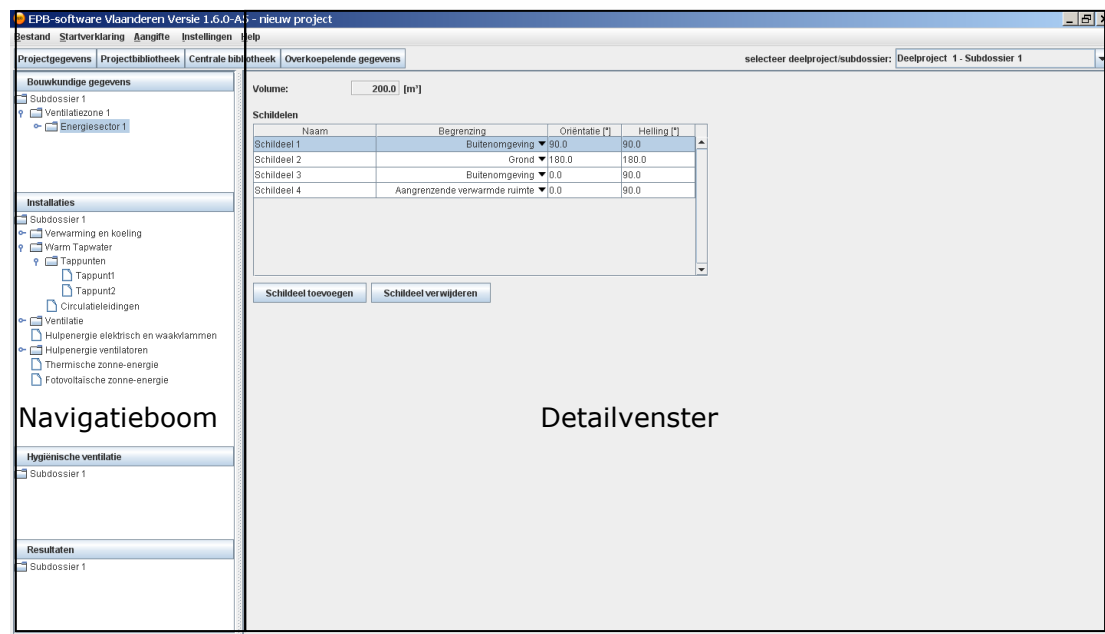 EPB-software Vlaanderen Versie 1.6.0-A5 - nieuw project
Bestand Startverklaring Aangifte Instellingen Help
Projectgegevens Projectbibliotheek Centrale bibliotheek Overkoepelende gegevens selecteer deelproject/subdossier: Deelproject 1 - Subdossier 1
Bouwkundige gegevens
Subdossier 1
Ventilatiezone 1
Energiesector 1
Installaties
Subdossier 1
Verwarming en koeling
Warm Tapwater
Tappunten
Tappunt1
Tappunt2
Circulatieleidingen
Ventilatie
Hulpenergie elektrisch en waakvlammen
Hulpenergie ventilatoren
Thermische zonne-energie
Fotovoltaïsche zonne-energie
Navigatieboom
Hygiënische ventilatie
Subdossier 1
Resultaten
Subdossier 1
Volume: 200.0 [m³]
Schildelen
Naam Begrenzing Oriëntatie [°] Helling [°]
Schildeel 1 Buitenomgeving 90.0 90.0
Schildeel 2 Grond 180.0 180.0
Schildeel 3 Buitenomgeving 0.0 90.0
Schildeel 4 Aangrenzende verwarmde ruimte 0.0 90.0
Schildeel toevoegen Schildeel verwijderen
Detailvenster